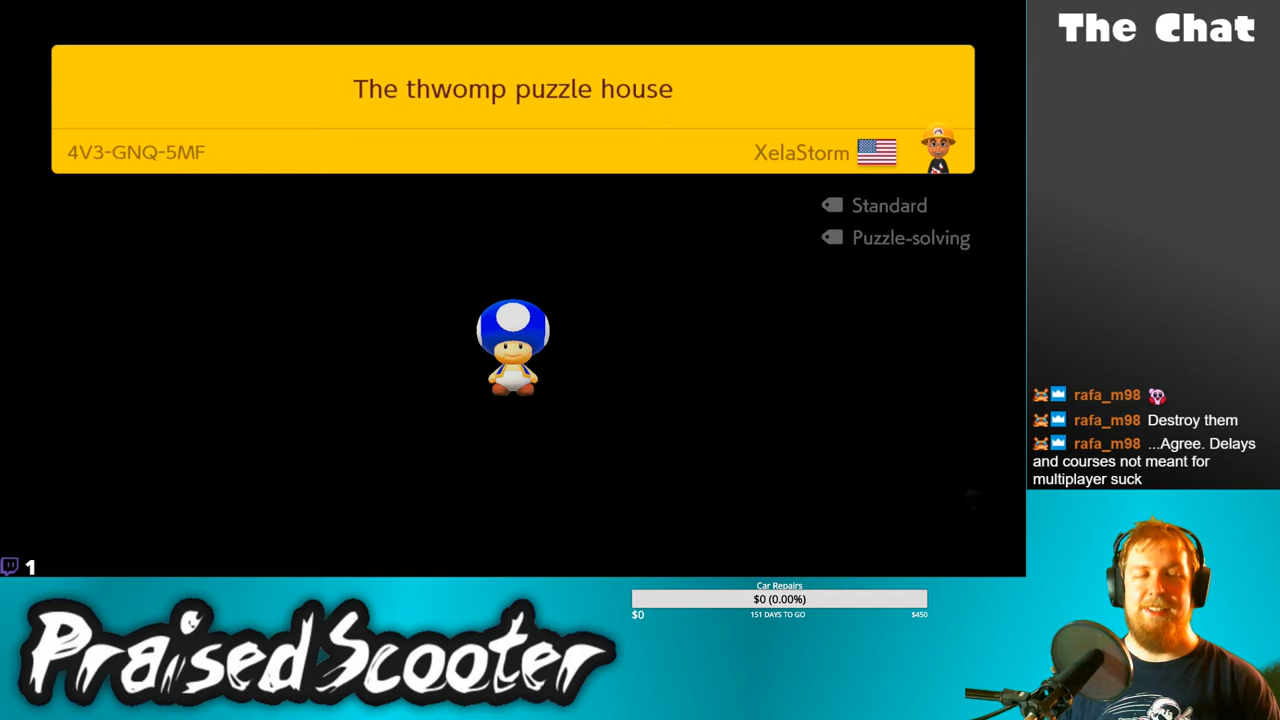 The thwomp puzzle house
4V3-GNQ-5MF
XelaStorm
Standard
Puzzle-solving
The Chat
rafa_m98
rafa_m98 Destroy them
rafa_m98 ...Agree. Delays
and courses not meant for
multiplayer suck
1
PraisedScooter
Car Repairs
$0 (0.00%)
$0 151 DAYS TO GO $450